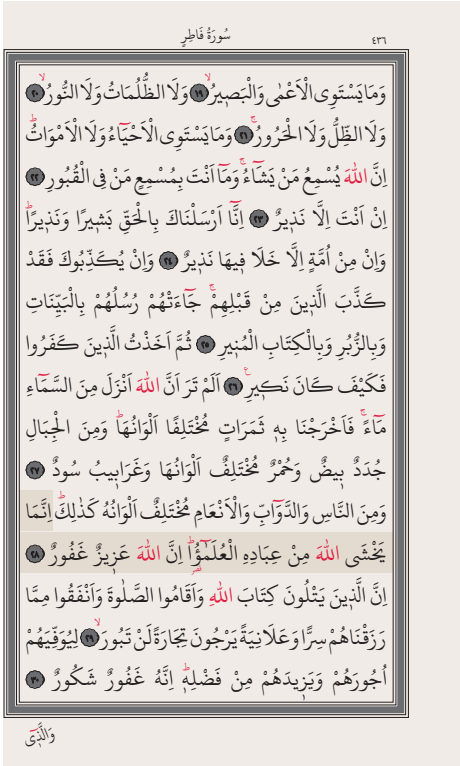 سُورَةُ فَاطِرٍ
٤٣٦
وَمَا يَسْتَوِى الْاَعْمٰى وَالْبَصٖيرُۙ ﴿١٩﴾ وَلَا الظُّلُمَاتُ وَلَا النُّورُۙ ﴿٢٠﴾
وَلَا الظِّلُّ وَلَا الْحَرُورُۚ ﴿٢١﴾ وَمَا يَسْتَوِى الْاَحْيَٓاءُ وَلَا الْاَمْوَاتُؕ
اِنَّ اللّٰهَ يُسْمِعُ مَنْ يَشَٓاءُۚ وَمَٓا اَنْتَ بِمُسْمِعٍ مَنْ فِى الْقُبُورِ ﴿٢٢﴾
اِنْ اَنْتَ اِلَّا نَذٖيرٌ ﴿٢٣﴾ اِنَّٓا اَرْسَلْنَاكَ بِالْحَقِّ بَشٖيرًا وَنَذٖيرًاؕ
وَاِنْ مِنْ اُمَّةٍ اِلَّا خَلَا فٖيهَا نَذٖيرٌ ﴿٢٤﴾ وَاِنْ يُكَذِّبُوكَ فَقَدْ
كَذَّبَ الَّذٖينَ مِنْ قَبْلِهِمْۚ جَٓاءَتْهُمْ رُسُلُهُمْ بِالْبَيِّنَاتِ
وَبِالزُّبُرِ وَبِالْكِتَابِ الْمُنٖيرِ ﴿٢٥﴾ ثُمَّ اَخَذْتُ الَّذٖينَ كَفَرُوا
فَكَيْفَ كَانَ نَكٖيرِࣖ ﴿٢٦﴾ اَلَمْ تَرَ اَنَّ اللّٰهَ اَنْزَلَ مِنَ السَّمَٓاءِ
مَٓاءًۚ فَاَخْرَجْنَا بِهٖ ثَمَرَاتٍ مُخْتَلِفًا اَلْوَانُهَاؕ وَمِنَ الْجِبَالِ
جُدَدٌ بٖيضٌ وَحُمْرٌ مُخْتَلِفٌ اَلْوَانُهَا وَغَرَابٖيبُ سُودٌ ﴿٢٧﴾
وَمِنَ النَّاسِ وَالدَّوَٓابِّ وَالْاَنْعَامِ مُخْتَلِفٌ اَلْوَانُهُ كَذٰلِكَؕ اِنَّمَا
يَخْشَى اللّٰهَ مِنْ عِبَادِهِ الْعُلَمٰٓؤُاؕ اِنَّ اللّٰهَ عَزٖيزٌ غَفُورٌ ﴿٢٨﴾
اِنَّ الَّذٖينَ يَتْلُونَ كِتَابَ اللّٰهِ وَاَقَامُوا الصَّلٰوةَ وَاَنْفَقُوا مِمَّا
رَزَقْنَاهُمْ سِرًّا وَعَلَانِيَةً يَرْجُونَ تِجَارَةً لَنْ تَبُورَۙ ﴿٢٩﴾ لِيُوَفِّيَهُمْ
اُجُورَهُمْ وَيَزٖيدَهُمْ مِنْ فَضْلِهٖؕ اِنَّهُ غَفُورٌ شَكُورٌ ﴿٣٠﴾
وَالَّذٖٓى